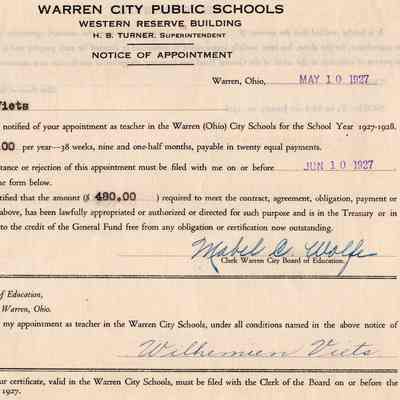 WARREN CITY PUBLIC SCHOOLS
WESTERN RESERVE BUILDING
H. B. TURNER, SUPERINTENDENT
NOTICE OF APPOINTMENT
Warren, Ohio, MAY 10 1927
Viets
notified of your appointment as teacher in the Warren (Ohio) City Schools for the School Year 1927-1928.
.00 per year—38 weeks, nine and one-half months, payable in twenty equal payments.
tance or rejection of this appointment must be filed with me on or before JUN 10 1927
e form below.
rtified that the amount ($ 480.00 ) required to meet the contract, agreement, obligation, payment or
above, has been lawfully appropriated or authorized or directed for such purpose and is in the Treasury or in
to the credit of the General Fund free from any obligation or certification now outstanding.
Mabel C. Wolfe
Clerk Warren City Board of Education.
of Education,
Warren, Ohio.
my appointment as teacher in the Warren City Schools, under all conditions named in the above notice of
Wilhemien Viets
ur certificate, valid in the Warren City Schools, must be filed with the Clerk of the Board on or before the
1927.